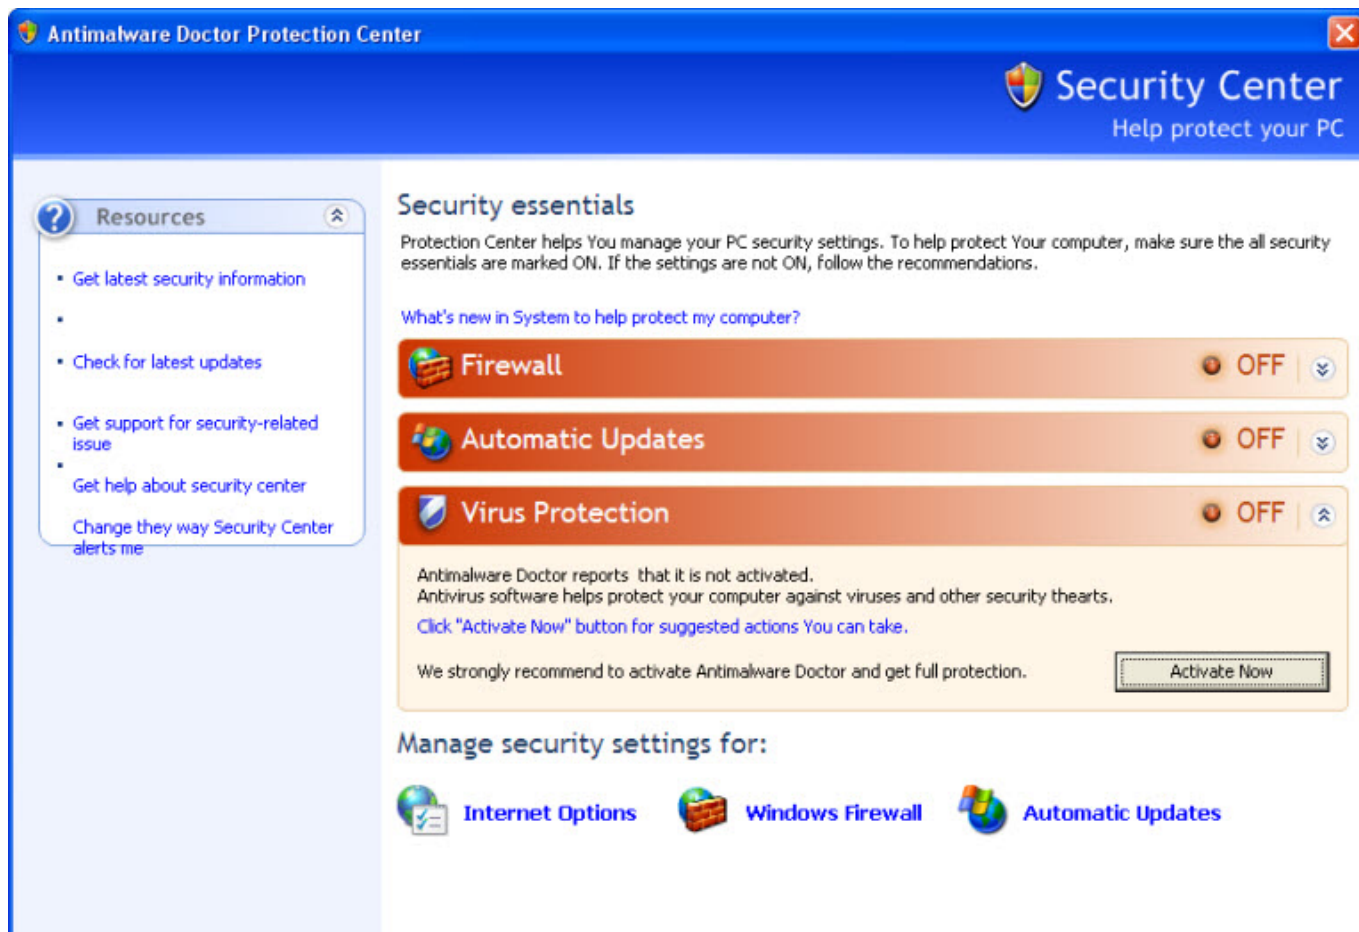 Antimalware Doctor Protection Center
Security Center
Help protect your PC
Resources
Get latest security information
Check for latest updates
Get support for security-related
issue
Get help about security center
Change they way Security Center
alerts me
Security essentials
Protection Center helps You manage your PC security settings. To help protect Your computer, make sure the all security
essentials are marked ON. If the settings are not ON, follow the recommendations.
What's new in System to help protect my computer?
Firewall OFF
Automatic Updates OFF
Virus Protection OFF
Antimalware Doctor reports  that it is not activated.
Antivirus software helps protect your computer against viruses and other security thearts.
Click "Activate Now" button for suggested actions You can take.
We strongly recommend to activate Antimalware Doctor and get full protection.
Activate Now
Manage security settings for:
Internet Options
Windows Firewall
Automatic Updates